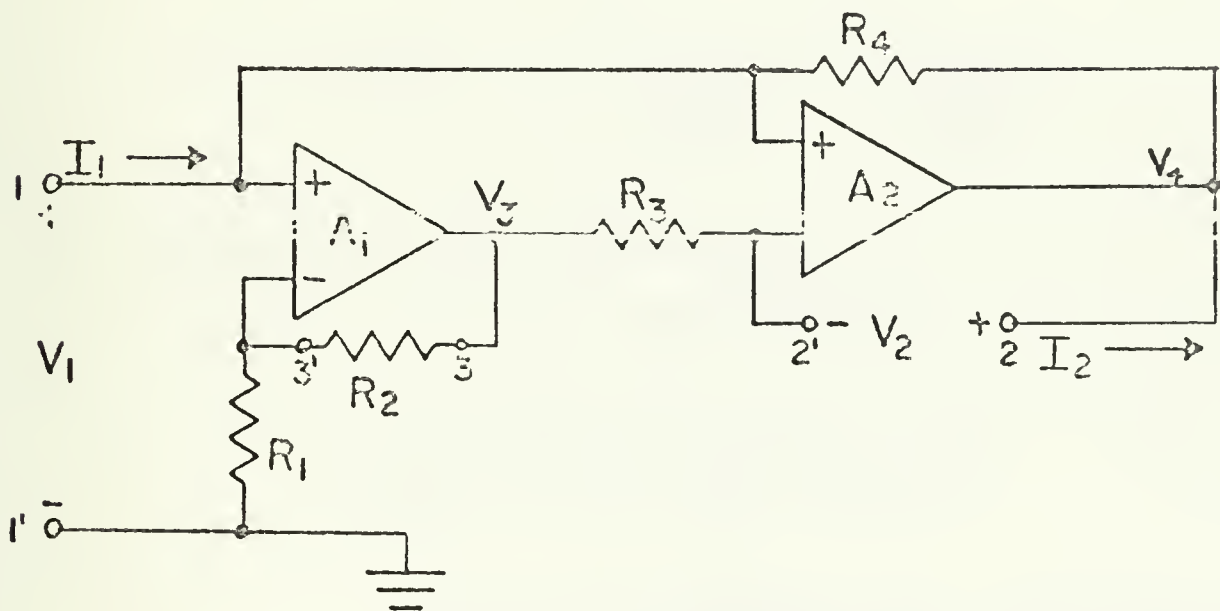 R4
I1
1
+
+
V3
R3
A2
V4
A1
-
2'
-
V2
+
2
I2
3'
3
R2
V1
R1
-
1'